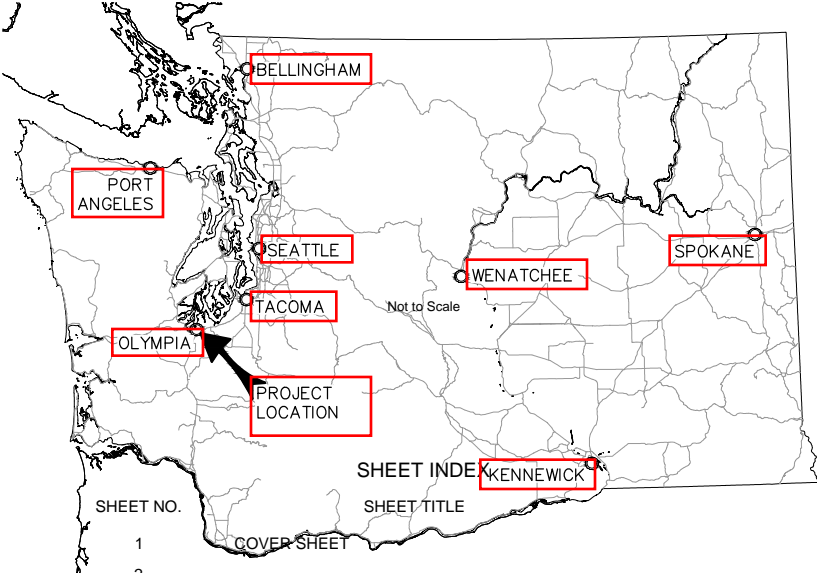 BELLINGHAM
PORT
ANGELES
SEATTLE
SPOKANE
WENATCHEE
TACOMA
Not to Scale
OLYMPIA
PROJECT
LOCATION
SHEET INDEX
KENNEWICK
SHEET NO.
SHEET TITLE
1
COVER SHEET